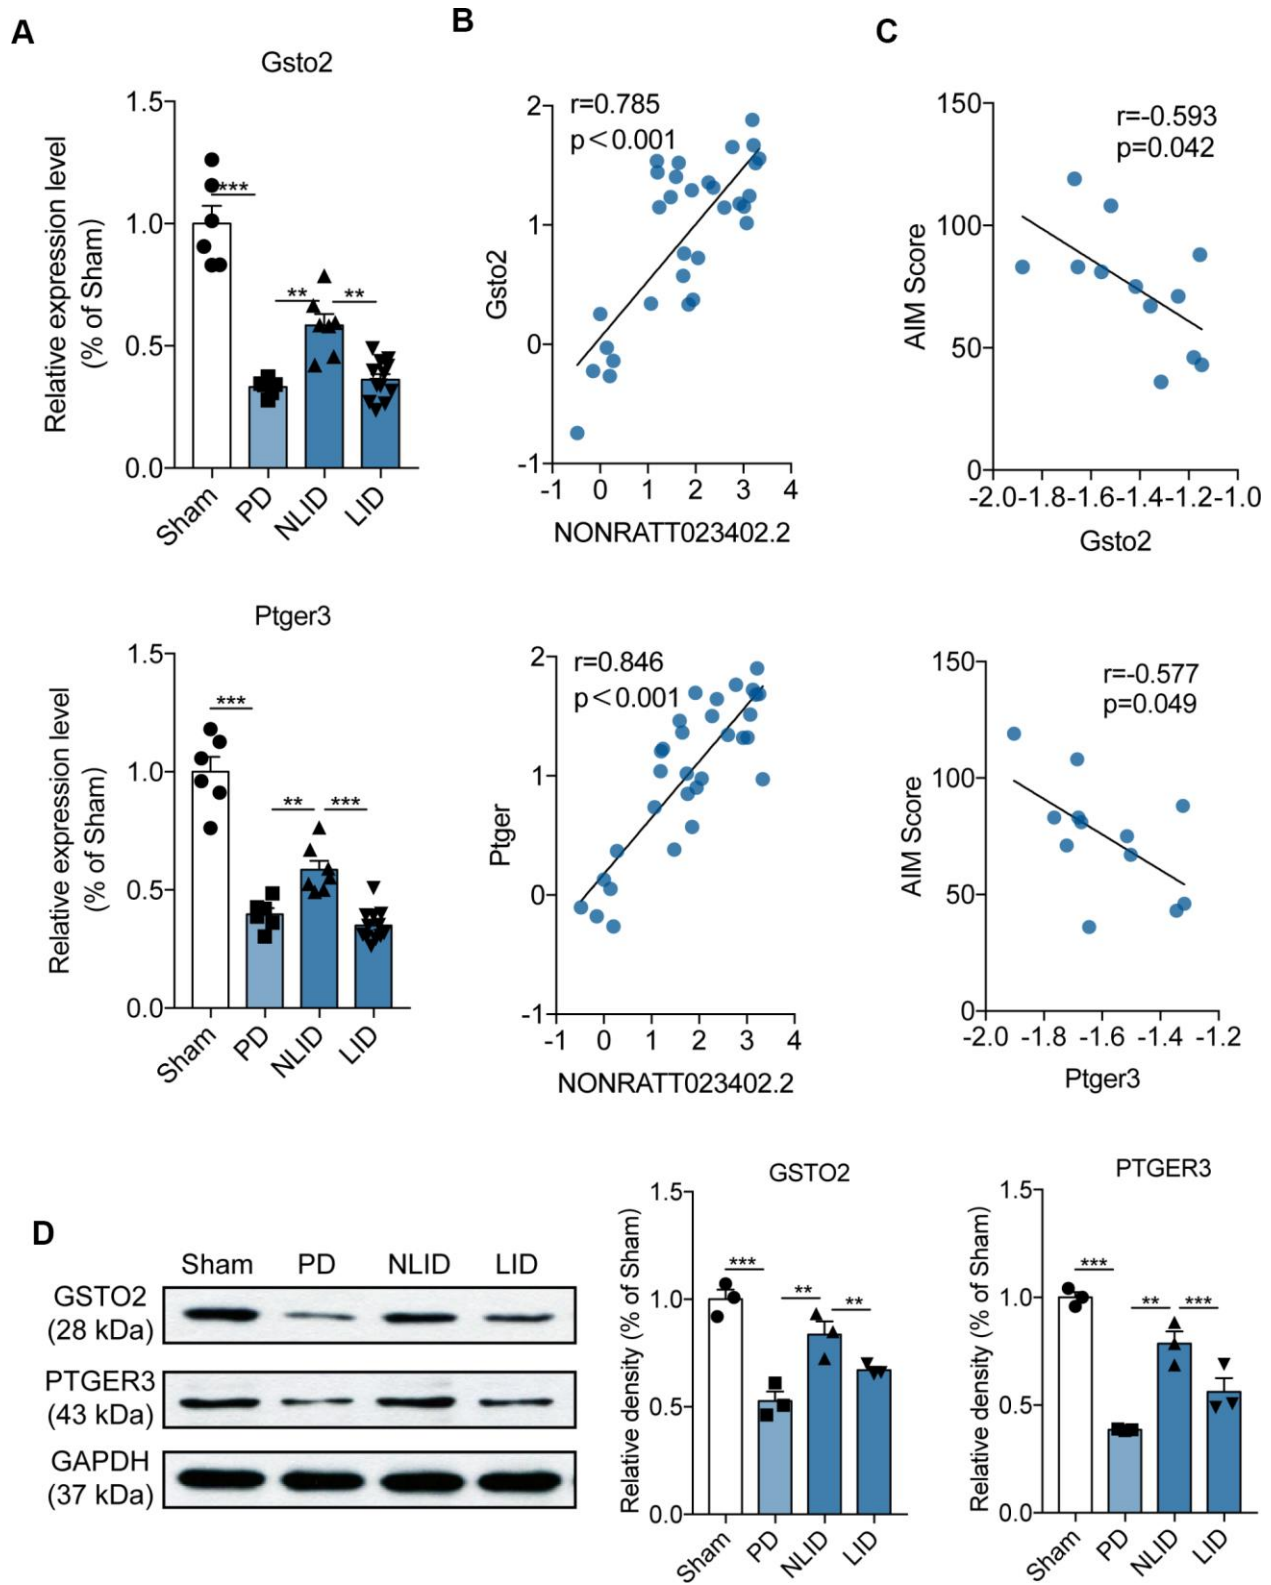 A
Gsto2
Relative expression level
(% of Sham)
1.5
1.0
0.5
0.0
***
**
**
Sham
PD
NLID
LID
B
r=0.785
p<0.001
Gsto2
2
1
0
-1
-1 0 1 2 3 4
NONRATT023402.2
C
r=-0.593
p=0.042
AIM Score
150
100
50
0
-2.0 -1.8 -1.6 -1.4 -1.2 -1.0
Gsto2
Ptger3
Relative expression level
(% of Sham)
1.5
1.0
0.5
0.0
***
**
***
Sham
PD
NLID
LID
r=0.846
p<0.001
Ptger
2
1
0
-1
-1 0 1 2 3 4
NONRATT023402.2
r=-0.577
p=0.049
AIM Score
150
100
50
0
-2.0 -1.8 -1.6 -1.4 -1.2
Ptger3
D
Sham PD NLID LID
GSTO2
(28 kDa)
PTGER3
(43 kDa)
GAPDH
(37 kDa)
GSTO2
Relative density (% of Sham)
1.5
1.0
0.5
0.0
***
**
**
Sham
PD
NLID
LID
PTGER3
Relative density (% of Sham)
1.5
1.0
0.5
0.0
***
**
***
Sham
PD
NLID
LID